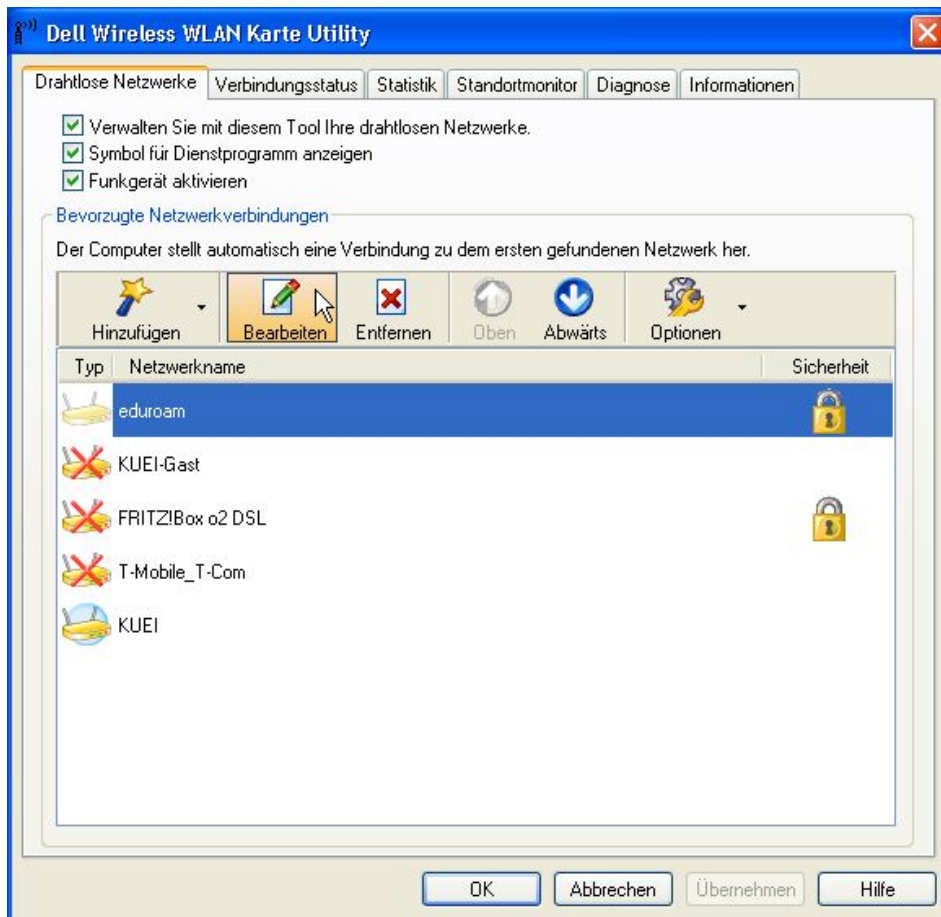 Dell Wireless WLAN Karte Utility
Drahtlose Netzwerke Verbindungsstatus Statistik Standortmonitor Diagnose Informationen
Verwalten Sie mit diesem Tool Ihre drahtlosen Netzwerke.
Symbol für Dienstprogramm anzeigen
Funkgerät aktivieren
Bevorzugte Netzwerkverbindungen
Der Computer stellt automatisch eine Verbindung zu dem ersten gefundenen Netzwerk her.
Hinzufügen Bearbeiten Entfernen Oben Abwärts Optionen
Typ Netzwerkname Sicherheit
eduroam
KUEI-Gast
FRITZ!Box o2 DSL
T-Mobile_T-Com
KUEI
OK Abbrechen Übernehmen Hilfe